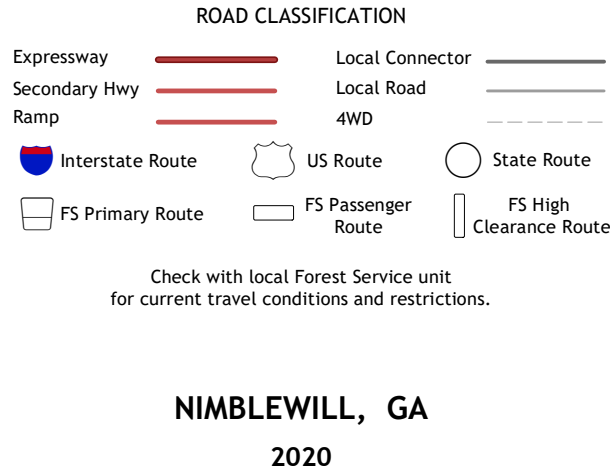 ROAD CLASSIFICATION
Expressway
Local Connector
Secondary Hwy
Local Road
Ramp
4WD
Interstate Route
US Route
State Route
FS Primary Route
FS Passenger
Route
FS High
Clearance Route
Check with local Forest Service unit
for current travel conditions and restrictions.
NIMBLEWILL, GA
2020